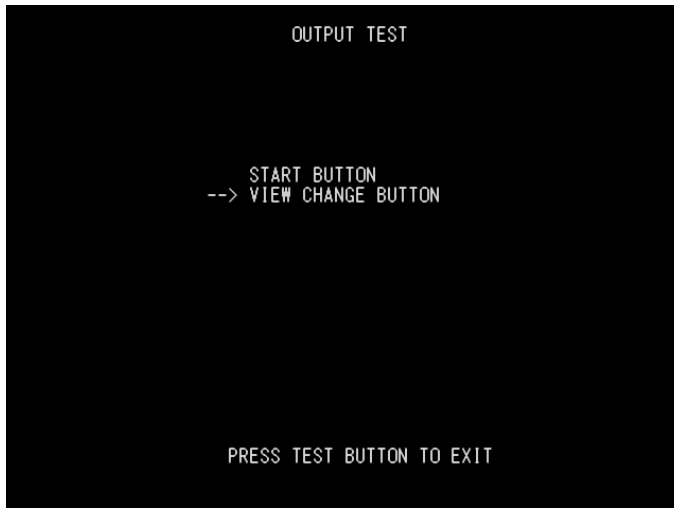 OUTPUT TEST
START BUTTON
--> VIEW CHANGE BUTTON
PRESS TEST BUTTON TO EXIT